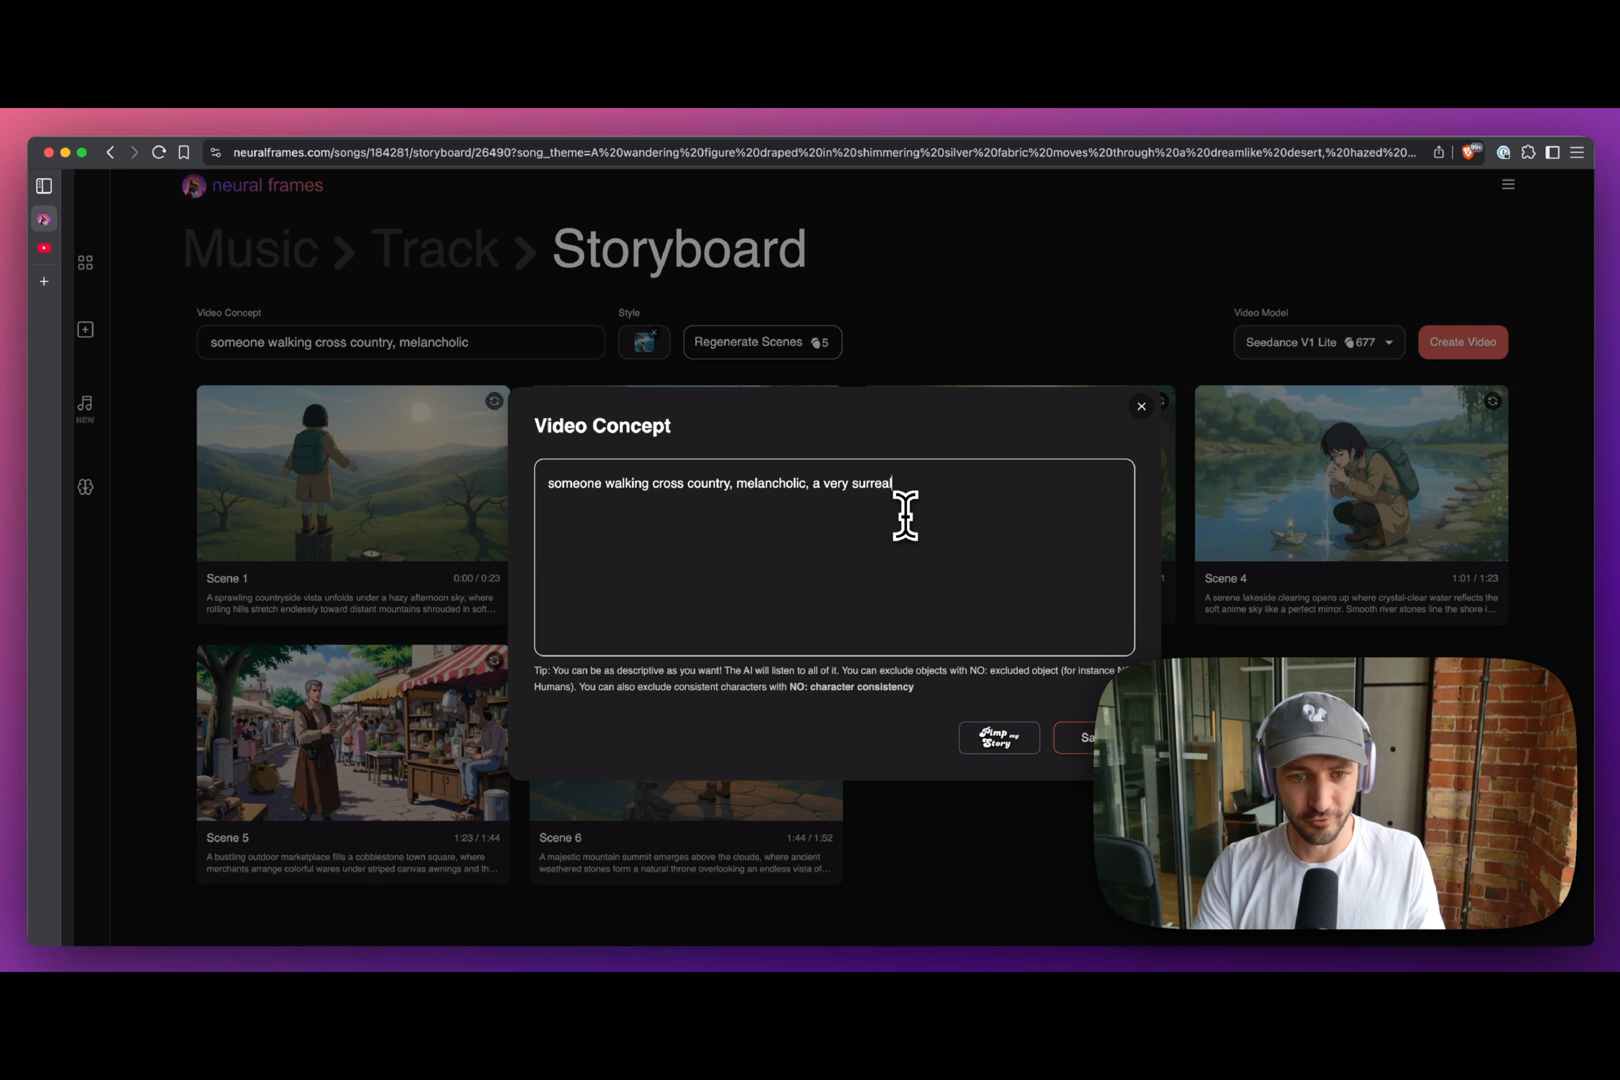 neuralframes.com/songs/184281/storyboard/26490?song_theme=A%20wandering%20figure%20draped%20in%20shimmering%20silver%20fabric%20moves%20through%20a%20dreamlike%20desert,%20hazed%20...
99+
neural frames
Music > Track > Storyboard
Video Concept
Style
Video Model
someone walking cross country, melancholic
Regenerate Scenes 5
Seedance V1 Lite 677
Create Video
NEW
Video Concept
someone walking cross country, melancholic, a very surreal
Tip: You can be as descriptive as you want! The AI will listen to all of it. You can exclude objects with NO: excluded object (for instance
Humans). You can also exclude consistent characters with NO: character consistency
Pimp my
Story
Sa
Scene 1
0:00 / 0:23
A sprawling countryside vista unfolds under a hazy afternoon sky, where
rolling hills stretch endlessly toward distant mountains shrouded in soft...
Scene 4
1:01 / 1:23
A serene lakeside clearing opens up where crystal-clear water reflects the
soft anime sky like a perfect mirror. Smooth river stones line the shore i...
Scene 5
1:23 / 1:44
A bustling outdoor marketplace fills a cobblestone town square, where
merchants arrange colorful wares under striped canvas awnings and th...
Scene 6
1:44 / 1:52
A majestic mountain summit emerges above the clouds, where ancient
weathered stones form a natural throne overlooking an endless vista of...